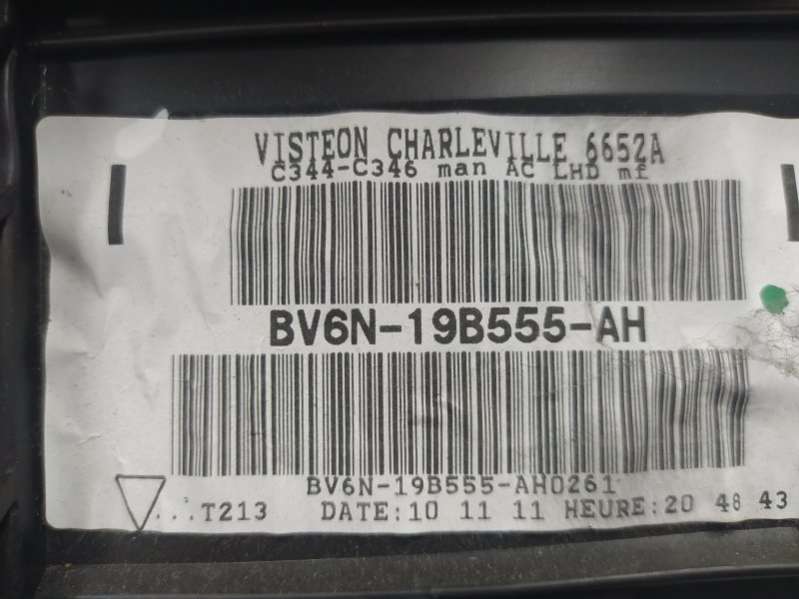 VISTEON CHARLEVILLE 6652A
C344-C346 man AC LHD mf
BV6N-19B555-AH
BV6N-19B555-AH0261
...T213 DATE:10 11 11 HEURE:20 48 43